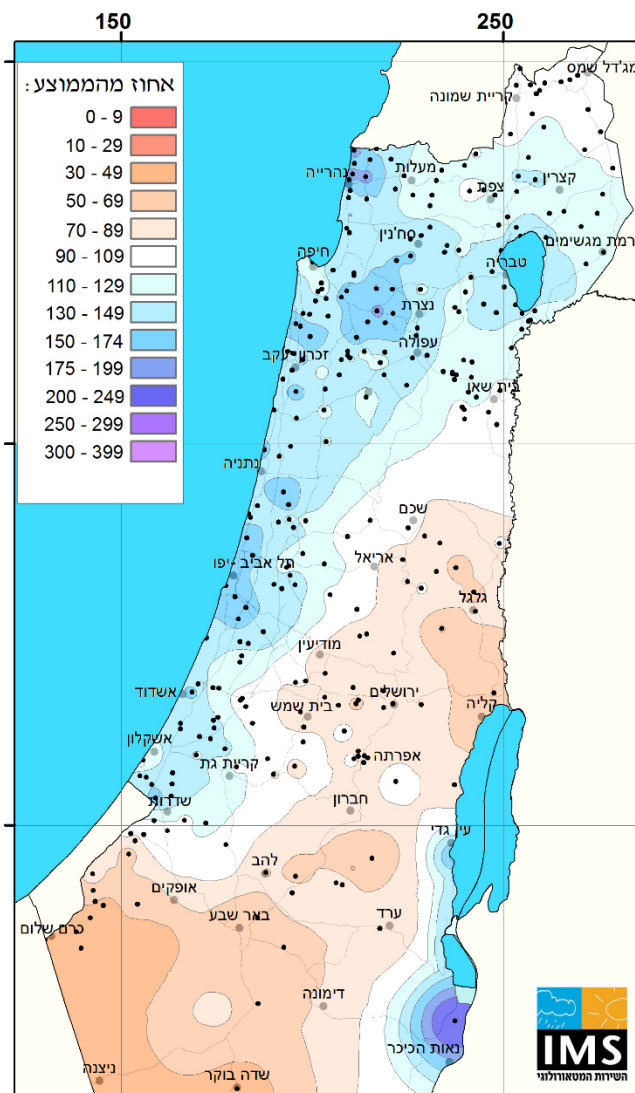 150
250
אחוז מהממוצע:
0 - 9
10 - 29
30 - 49
50 - 69
70 - 89
90 - 109
110 - 129
130 - 149
150 - 174
175 - 199
200 - 249
250 - 299
300 - 399
מג'דל שמס
קריית שמונה
נהרייה
מעלות
צפת
קצרין
סח'נין
רמת מגשימים
חיפה
טבריה
נצרת
עפולה
זכרון יעקב
בית שאן
נתניה
שכם
אריאל
תל אביב -יפו
גלגל
מודיעין
ירושלים
קליה
אשדוד
בית שמש
אשקלון
אפרתה
קריות גת
חברון
שדרות
עין גדי
להב
אופקים
באר שבע
ערד
כרם שלום
דימונה
נאות הכיכר
ניצנה
שדה בוקר
IMS
השירות המטאורולוגי